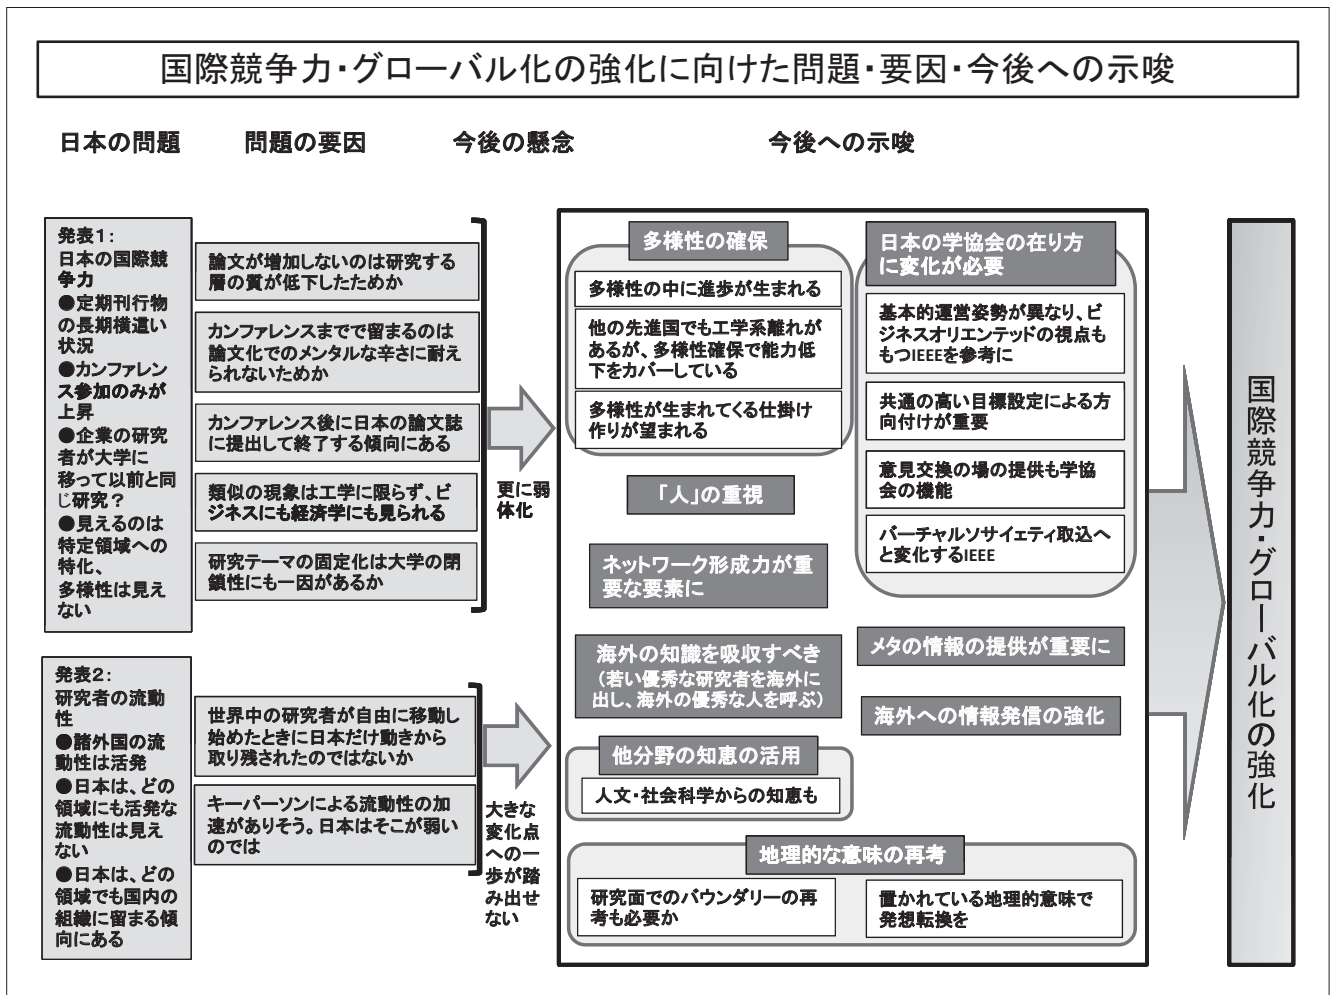 国際競争力・グローバル化の強化に向けた問題・要因・今後への示唆
日本の問題
問題の要因
今後の懸念
今後への示唆
発表1:
日本の国際競
争力
●定期刊行物
の長期横這い
状況
●カンファレン
ス参加のみが
上昇
●企業の研究
者が大学に
移って以前と同
じ研究?
●見えるのは
特定領域への
特化、
多様性は見え
ない
論文が増加しないのは研究する
層の質が低下したためか
カンファレンスまでで留まるのは
論文化でのメンタルな辛さに耐え
られないためか
カンファレンス後に日本の論文誌
に提出して終了する傾向にある
類似の現象は工学に限らず、ビ
ジネスにも経済学にも見られる
研究テーマの固定化は大学の閉
鎖性にも一因があるか
更に弱
体化
発表2:
研究者の流動
性
●諸外国の流
動性は活発
●日本は、どの
領域にも活発な
流動性は見え
ない
●日本は、どの
領域でも国内の
組織に留まる傾
向にある
世界中の研究者が自由に移動し
始めたときに日本だけ動きから
取り残されたのではないか
キーパーソンによる流動性の加
速がありそう。日本はそこが弱い
のでは
大きな
変化点
への一
歩が踏
み出せ
ない
多様性の確保
多様性の中に進歩が生まれる
他の先進国でも工学系離れが
あるが、多様性確保で能力低
下をカバーしている
多様性が生まれてくる仕掛け
作りが望まれる
「人」の重視
ネットワーク形成力が重
要な要素に
海外の知識を吸収すべき
(若い優秀な研究者を海外に
出し、海外の優秀な人を呼ぶ)
他分野の知恵の活用
人文・社会科学からの知恵も
日本の学協会の在り方
に変化が必要
基本的運営姿勢が異なり、ビ
ジネスオリエンテッドの視点も
もつIEEEを参考に
共通の高い目標設定による方
向付けが重要
意見交換の場の提供も学協
会の機能
バーチャルソサイェティ取込へ
と変化するIEEE
メタの情報の提供が重要に
海外への情報発信の強化
地理的な意味の再考
研究面でのバウンダリーの再
考も必要か
置かれている地理的意味で
発想転換を
国際競争力・グローバル化の強化